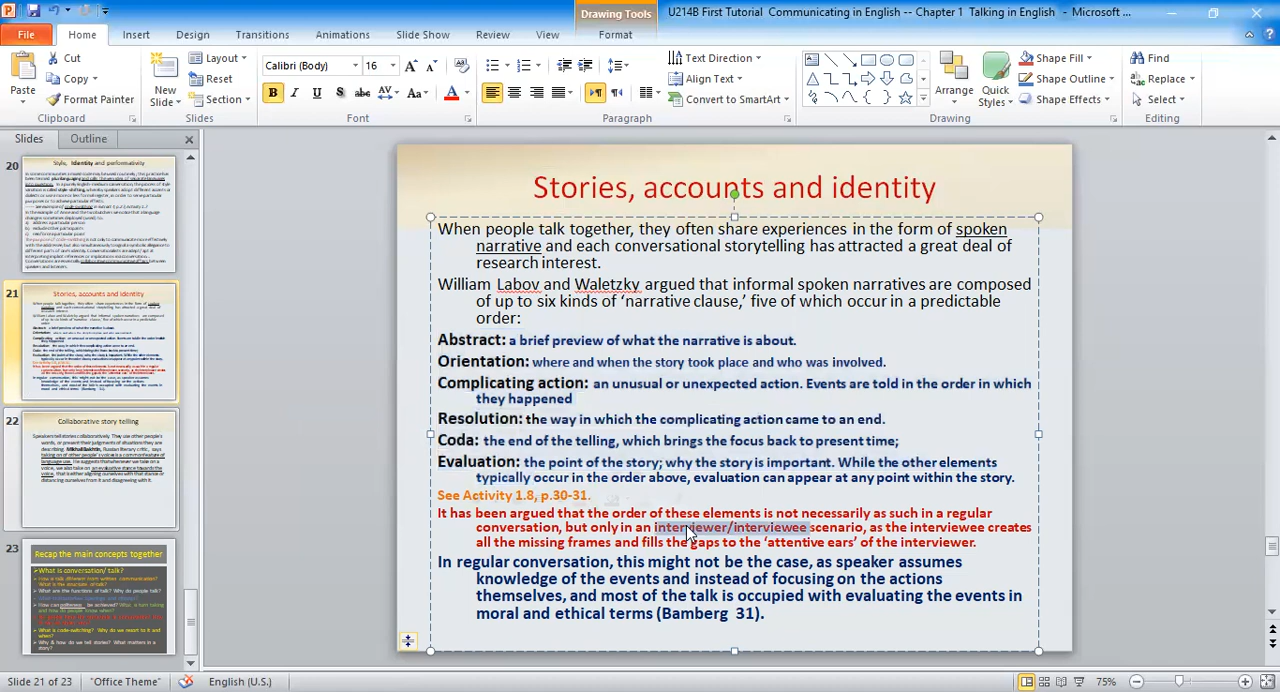 U214B First Tutorial Communicating in English -- Chapter 1 Talking in English - Microsoft ...
Drawing Tools
File
Home
Insert
Design
Transitions
Animations
Slide Show
Review
View
Format
Paste
Cut
Copy
Format Painter
Clipboard
New
Slide
Layout
Reset
Section
Slides
Calibri (Body)
16
Font
Text Direction
Align Text
Convert to SmartArt
Paragraph
Arrange
Quick
Styles
Shape Fill
Shape Outline
Shape Effects
Drawing
Find
Replace
Select
Editing
Slides
Outline
20
Style, Identity and performativity
21
Stories, accounts and identity
22
Collaborative story telling
23
Recap the main concepts together
What is conversation/ talk?
Stories, accounts and identity
When people talk together, they often share experiences in the form of spoken
narrative and each conversational story-telling has attracted a great deal of
research interest.
William Labov and Waletzky argued that informal spoken narratives are composed
of up to six kinds of 'narrative clause,' five of which occur in a predictable
order:
Abstract: a brief preview of what the narrative is about.
Orientation: where and when the story took place and who was involved.
Complicating action: an unusual or unexpected action. Events are told in the order in which
they happened
Resolution: the way in which the complicating action came to an end.
Coda: the end of the telling, which brings the focus back to present time;
Evaluation: the point of the story; why the story is important. While the other elements
typically occur in the order above, evaluation can appear at any point within the story.
See Activity 1.8, p.30-31.
It has been argued that the order of these elements is not necessarily as such in a regular
conversation, but only in an interviewer/interviewee scenario, as the interviewee creates
all the missing frames and fills the gaps to the 'attentive ears' of the interviewer.
In regular conversation, this might not be the case, as speaker assumes
knowledge of the events and instead of focusing on the actions
themselves, and most of the talk is occupied with evaluating the events in
moral and ethical terms (Bamberg 31).
Slide 21 of 23
"Office Theme"
English (U.S.)
75%